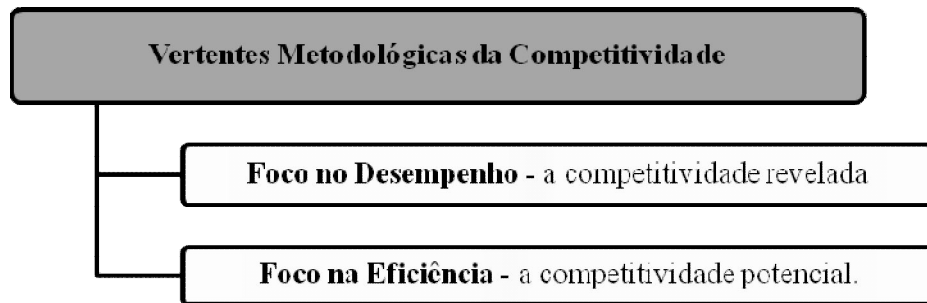 Vertentes Metodológicas da Competitividade
Foco no Desempenho - a competitividade revelada
Foco na Eficiência - a competitividade potencial.